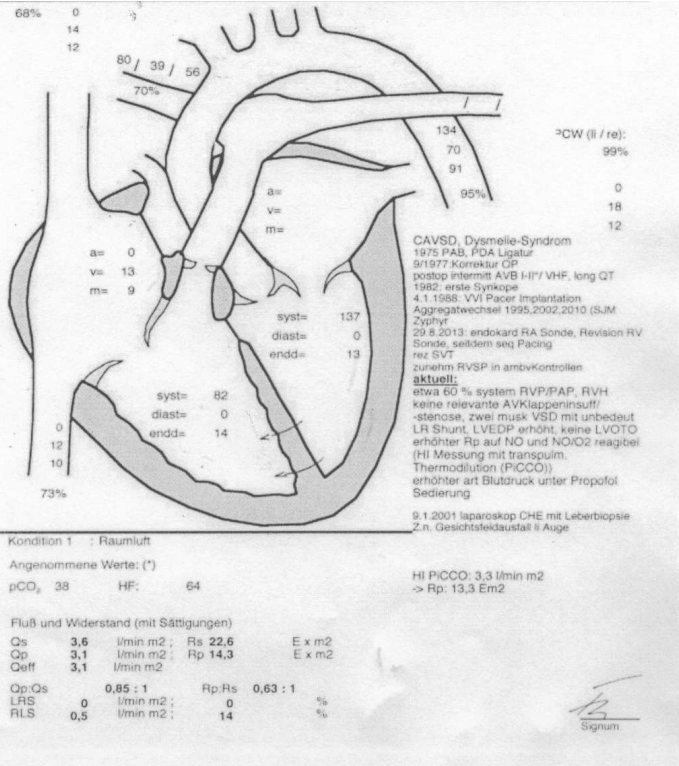 68% 0
14
12
80 / 39 / 56
70%
134
70
91
95%
PCW (li / re):
99%
0
18
12
a=
v=
m=
a= 0
v= 13
m= 9
syst= 137
diast= 0
endd= 13
syst= 82
diast= 0
endd= 14
0
12
10
73%
CAVSD, Dysmelie-Syndrom
1975 PAB, PDA Ligatur
9/1977 Korrektur OP
postop intermitt AVB I-II°/ VHF, long QT
1982: erste Synkope
4.1.1988: VVI Pacer Implantation
Aggregatwechsel 1995,2002,2010 (SJM
Zyphyr
29.8.2013: endokard RA Sonde, Revision RV
Sonde, seitdem seq Pacing
rez SVT
zunehm RVSP in ambvKontrollen
aktuell:
etwa 60 % system RVP/PAP, RVH
keine relevante AVKlappeninsuff/
-stenose, zwei musk VSD mit unbedeut
LR Shunt, LVEDP erhöht, keine LVOTO
erhöhter Rp auf NO und NO/O2 reagibel
(HI Messung mit transpulm.
Thermodilution (PiCCO))
erhöhter art Blutdruck unter Propofol
Sedierung
9.1.2001 laparoskop CHE mit Leberbiopsie
Z.n. Gesichtsfeldausfall li Auge
HI PiCCO: 3,3 l/min m2
-> Rp: 13,3 Em2
Kondition 1 : Raumluft
Angenommene Werte: (*)
pCO₂ 38 HF: 64
Fluß und Widerstand (mit Sättigungen)
Qs 3,6 l/min m2 ; Rs 22,6 E x m2
Qp 3,1 l/min m2 ; Rp 14,3 E x m2
Qeff 3,1 l/min m2
Qp:Qs 0,85 : 1 Rp:Rs 0,63 : 1
LRS 0 l/min m2 ; 0 %
RLS 0,5 l/min m2 ; 14 %
Signum